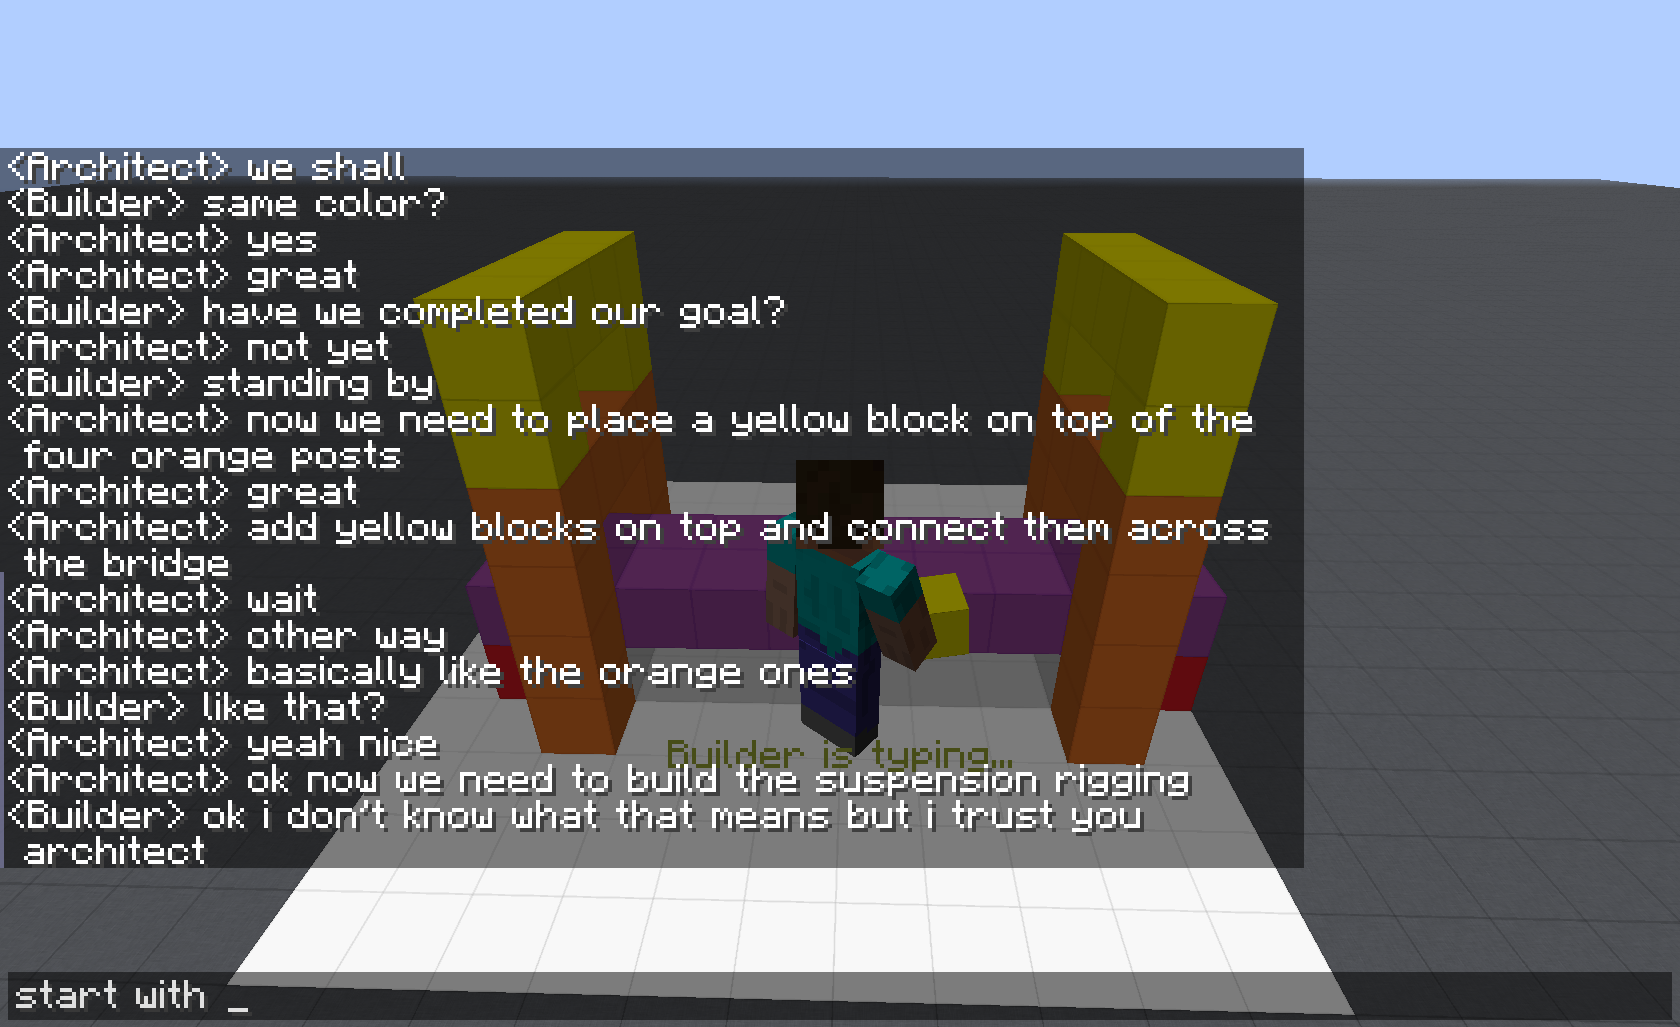 <Architect> we shall
<Builder> same color?
<Architect> yes
<Architect> great
<Builder> have we completed our goal?
<Architect> not yet
<Builder> standing by
<Architect> now we need to place a yellow block on top of the
four orange posts
<Architect> great
<Architect> add yellow blocks on top and connect them across
the bridge
<Architect> wait
<Architect> other way
<Architect> basically like the orange ones
<Builder> like that?
<Architect> yeah nice
Builder is typing...
<Architect> ok now we need to build the suspension rigging
<Builder> ok i don't know what that means but i trust you
architect
start with _